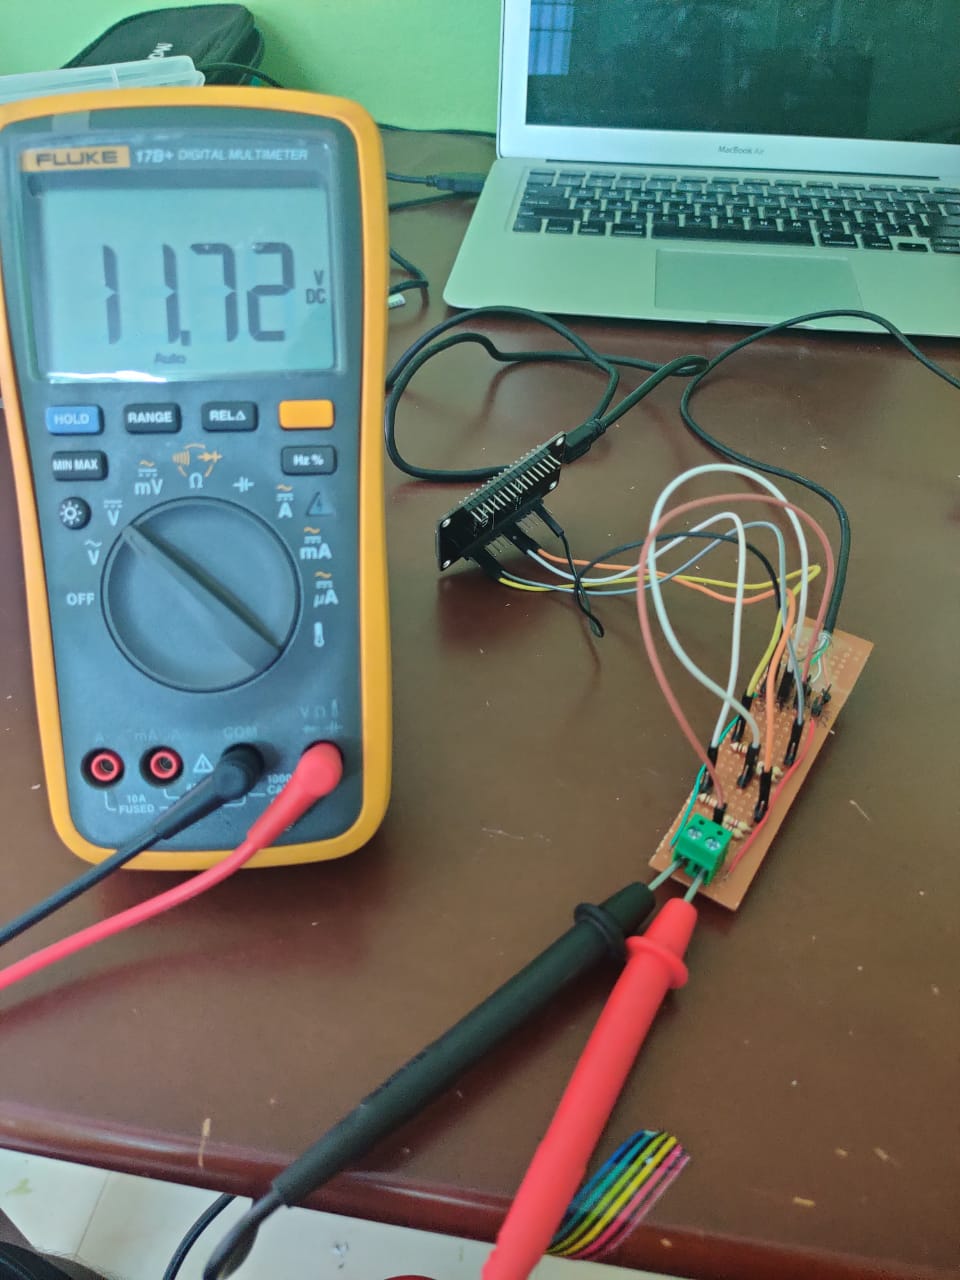 FLUKE 17B+ DIGITAL MULTIMETER
11.72 V DC
Auto
HOLD RANGE REL△
MIN MAX Hz %
mV Ω A
V mA
V
OFF µA
A mA COM V Ω
10A FUSED
MacBook Air